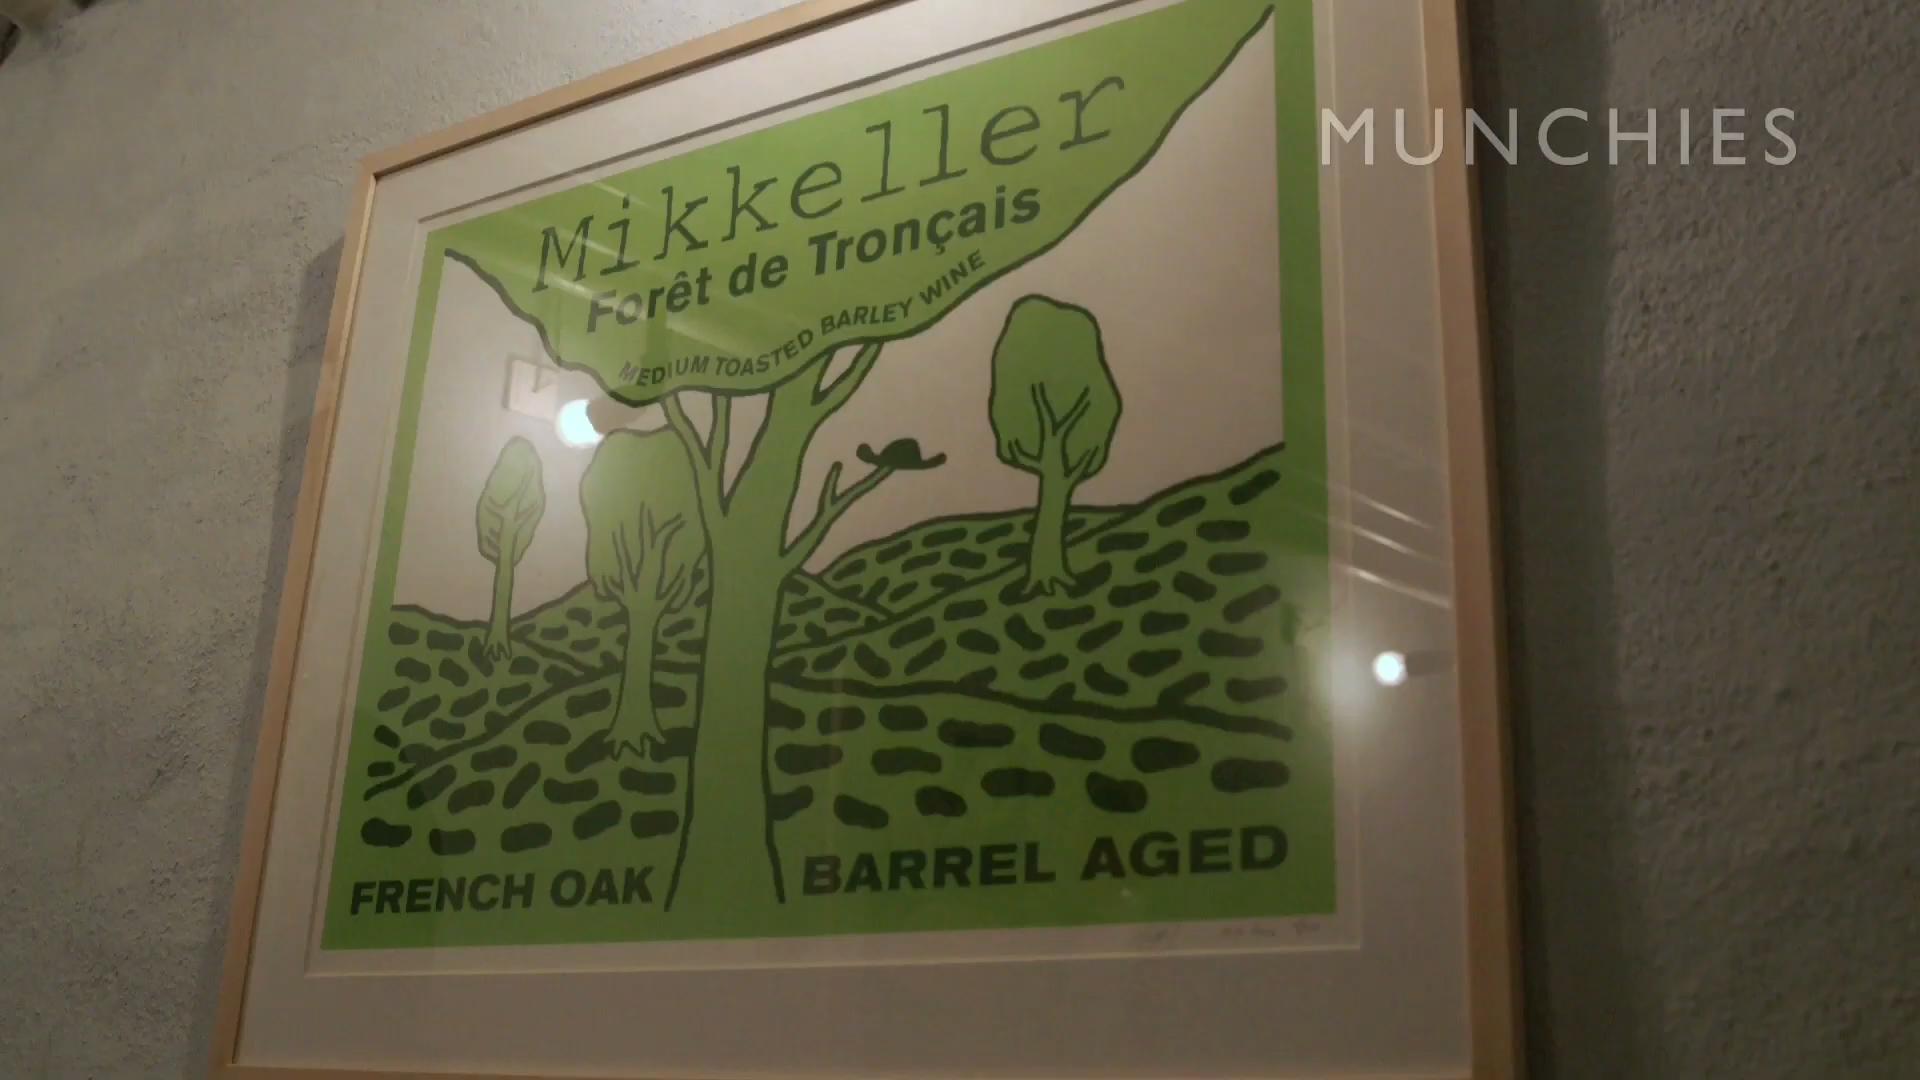 MUNCHIES
Mikkeller
Forêt de Tronçais
MEDIUM TOASTED BARLEY WINE
FRENCH OAK
BARREL AGED